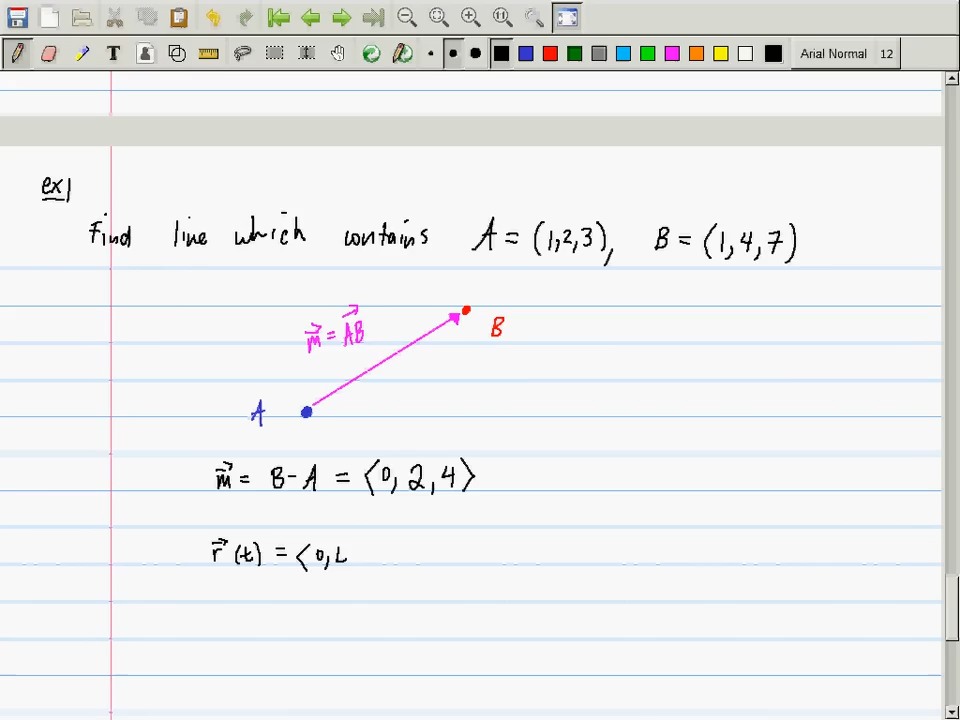 Arial Normal 12
ex1
Find line which contains A = (1,2,3), B = (1,4,7)
m⃗ = AB⃗
B
A
m⃗ = B - A = ⟨0, 2, 4⟩
r⃗ (t) = ⟨0,